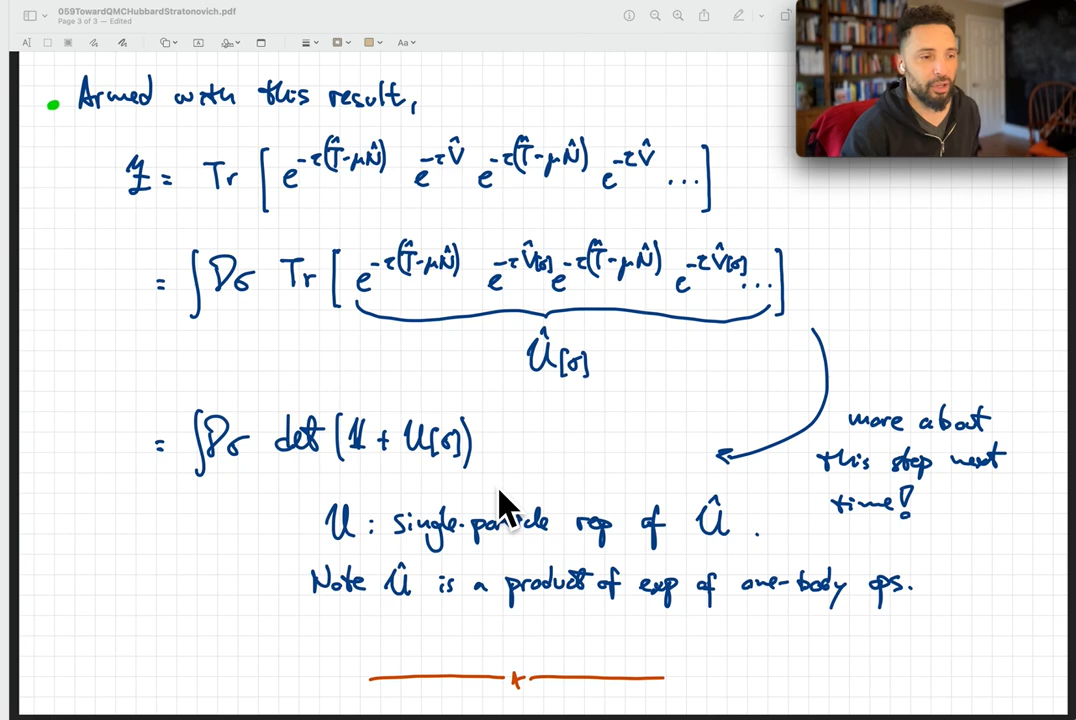 059TowardQMCHubbardStratonovich.pdf
Page 3 of 3 — Edited
Aa
• Armed with this result,
𝒵 = Tr [ e^{-τ(T̂-μN̂)} e^{-τV̂} e^{-τ(T̂-μN̂)} e^{-τV̂} ... ]
= ∫ Dσ Tr [ e^{-τ(T̂-μN̂)} e^{-τV̂[σ]} e^{-τ(T̂-μN̂)} e^{-τV̂[σ]} ... ]
Û[σ]
= ∫ Dσ det (𝟙 + U[σ])
more about
this step next
time!
U : single-particle rep of Û .
Note Û is a product of exp of one-body ops.